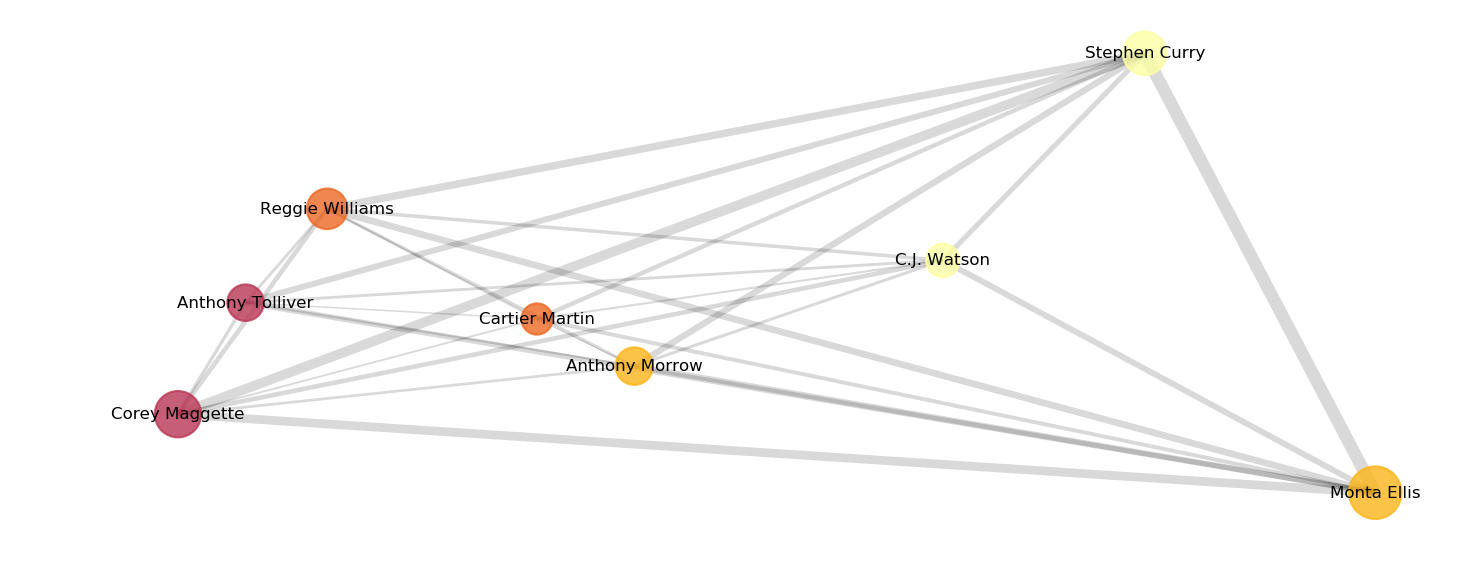 Stephen Curry
Reggie Williams
C.J. Watson
Anthony Tolliver
Cartier Martin
Anthony Morrow
Corey Maggette
Monta Ellis